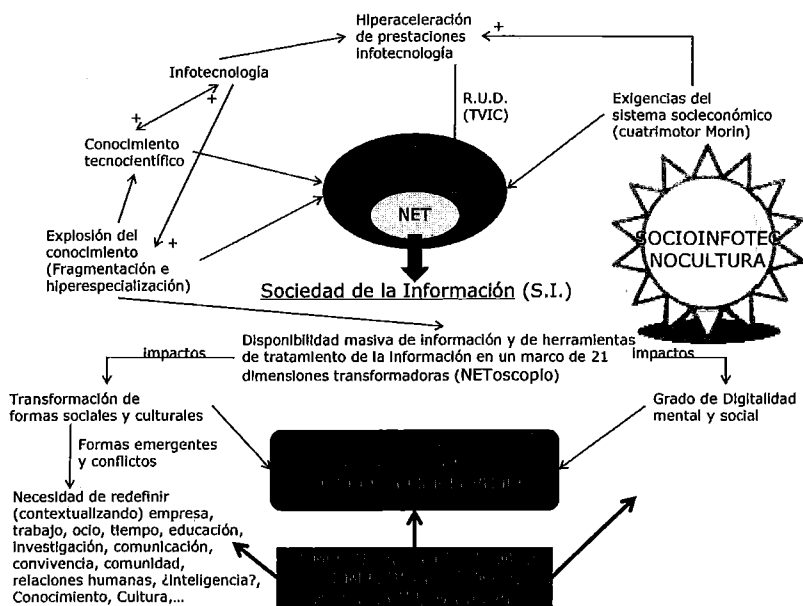 Hiperaceleración
de prestaciones
infotecnología
+
Infotecnología
+
+
R.U.D.
(TVIC)
Exigencias del
sistema socieconómico
(cuatrimotor Morin)
Conocimiento
tecnocientífico
NET
SOCIOINFOTEC
NOCULTURA
Explosión del
conocimiento
(Fragmentación e
hiperespecialización)
+
Sociedad de la Información (S.I.)
Disponibilidad masiva de información y de herramientas
de tratamiento de la información en un marco de 21
dimensiones transformadoras (NEToscopio)
impactos
impactos
Transformación de
formas sociales y culturales
Grado de Digitalidad
mental y social
Formas emergentes
y conflictos
Necesidad de redefinir
(contextualizando) empresa,
trabajo, ocio, tiempo, educación,
investigación, comunicación,
convivencia, comunidad,
relaciones humanas, ¿inteligencia?,
Conocimiento, Cultura,...